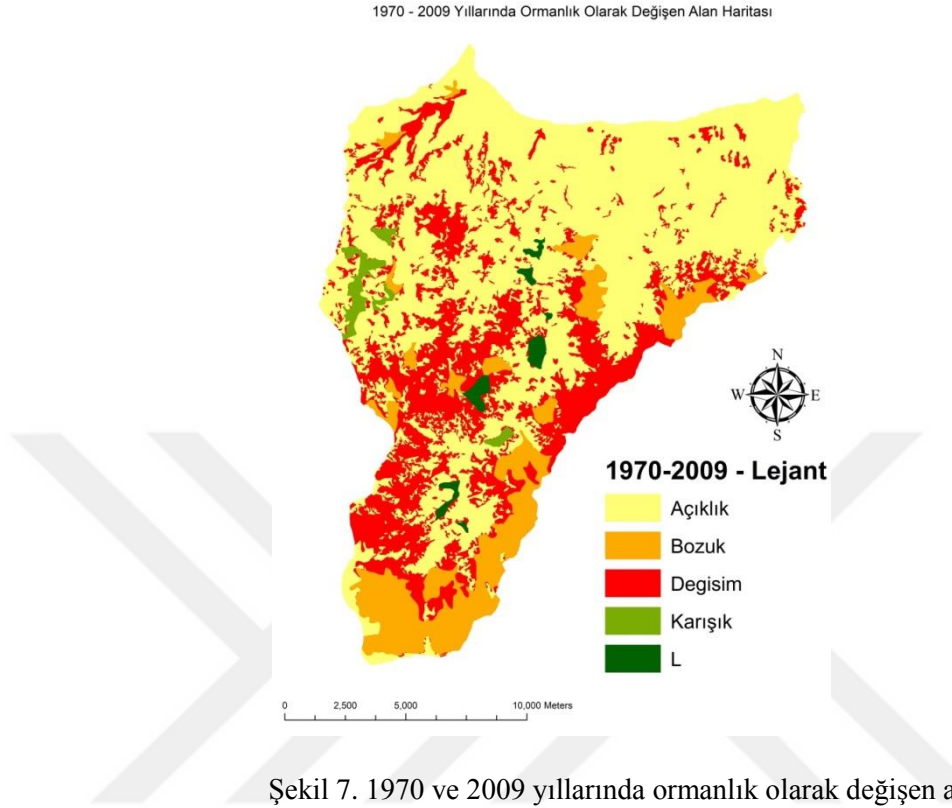 1970 - 2009 Yıllarında Ormanlık Olarak Değişen Alan Haritası
N
W E
S
1970-2009 - Lejant
Açıklık
Bozuk
Degisim
Karışık
L
0 2,500 5,000 10,000 Meters
Şekil 7. 1970 ve 2009 yıllarında ormanlık olarak değişen a